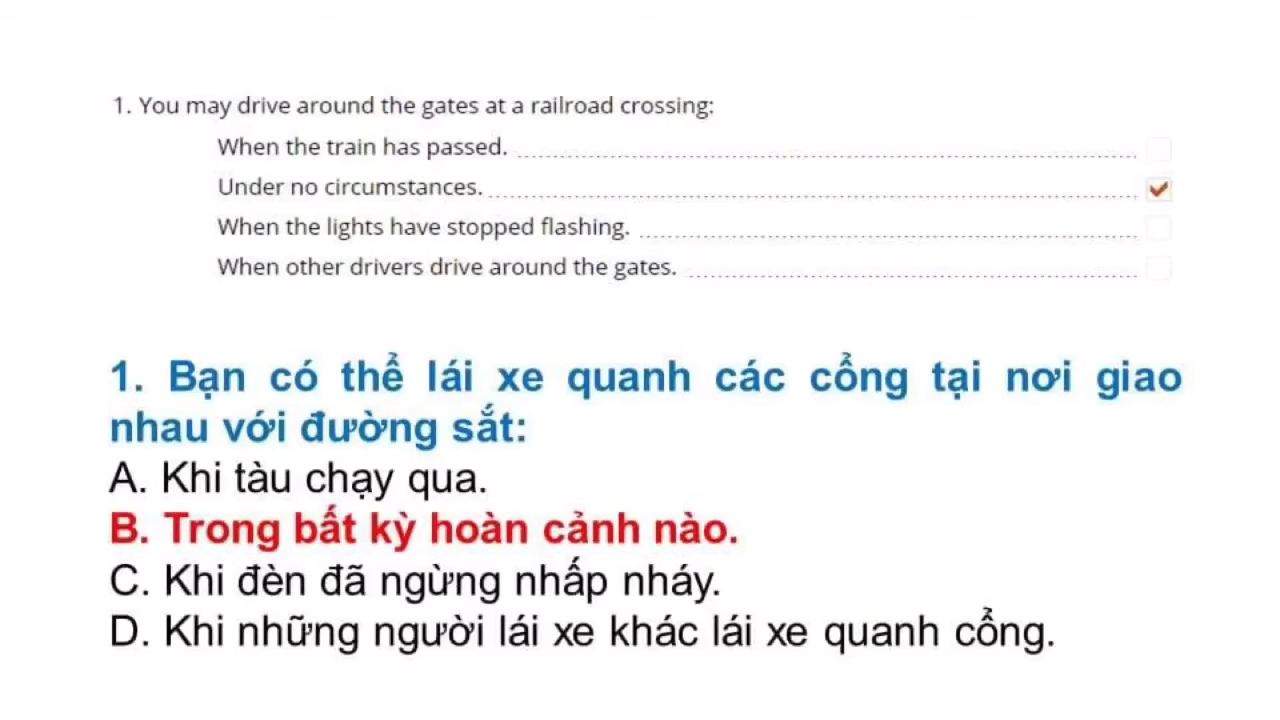 1. You may drive around the gates at a railroad crossing:
When the train has passed.
Under no circumstances.
When the lights have stopped flashing.
When other drivers drive around the gates.
1. Bạn có thể lái xe quanh các cổng tại nơi giao
nhau với đường sắt:
A. Khi tàu chạy qua.
B. Trong bất kỳ hoàn cảnh nào.
C. Khi đèn đã ngừng nhấp nháy.
D. Khi những người lái xe khác lái xe quanh cổng.